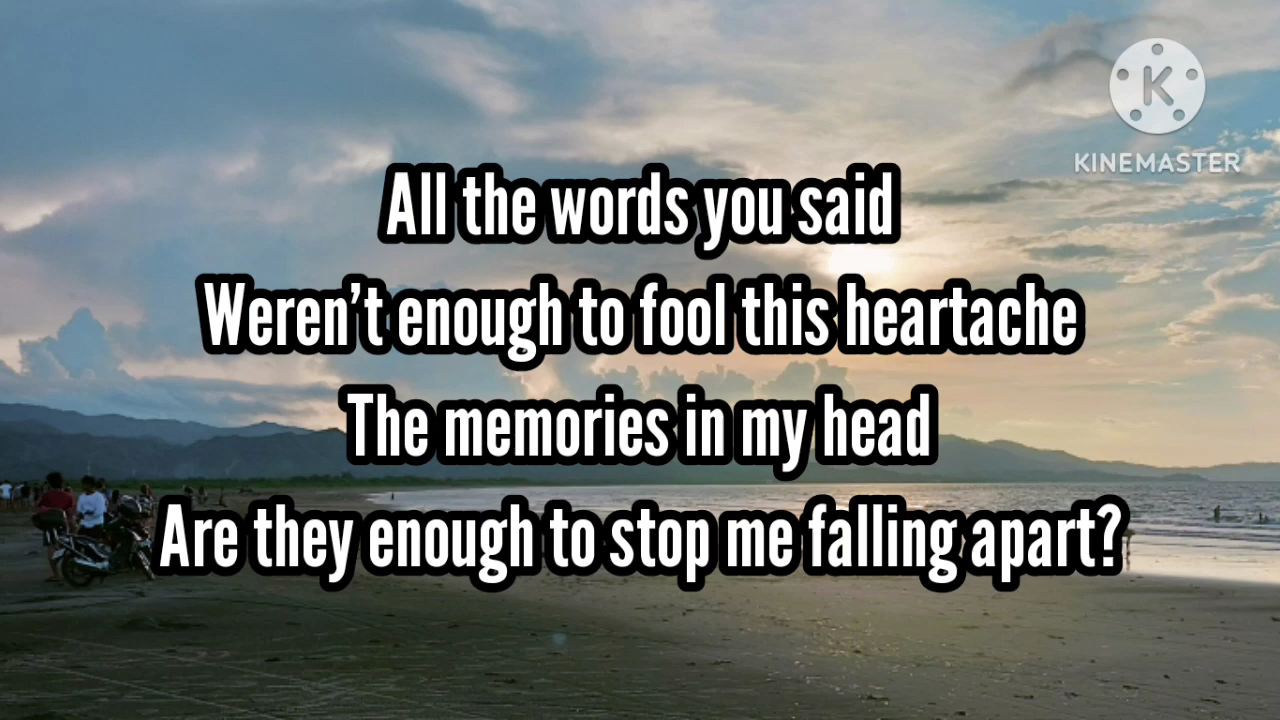 K
KINEMASTER
All the words you said
Weren't enough to fool this heartache
The memories in my head
Are they enough to stop me falling apart?